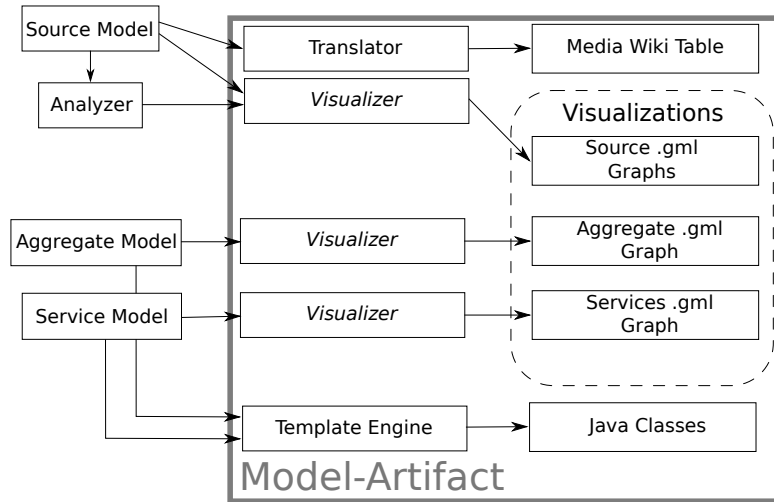 Source Model
Translator
Media Wiki Table
Analyzer
Visualizer
Visualizations
Source .gml
Graphs
Aggregate Model
Visualizer
Aggregate .gml
Graph
Service Model
Visualizer
Services .gml
Graph
Template Engine
Java Classes
Model-Artifact